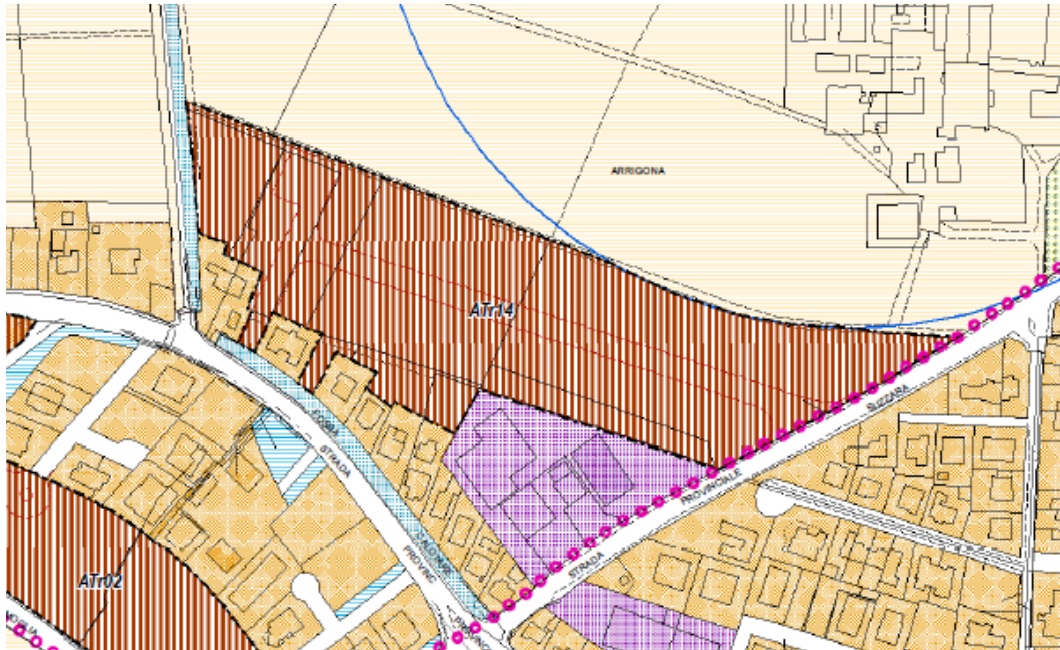 ARRIGONA
ATr14
SUZZARA
PROVINCIALE
STRADA
STRADA
PROVINC
ATr02